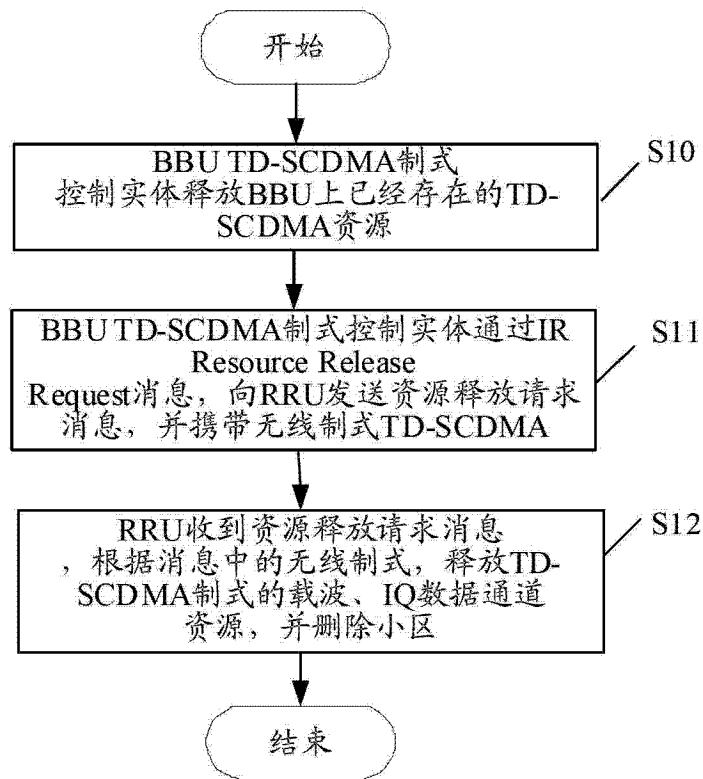 开始
BBU TD-SCDMA制式
控制实体释放BBU上已经存在的TD-
SCDMA资源
S10
BBU TD-SCDMA制式控制实体通过IR
Resource Release
Request消息，向RRU发送资源释放请求
消息，并携带无线制式TD-SCDMA
S11
RRU收到资源释放请求消息
，根据消息中的无线制式，释放TD-
SCDMA制式的载波、IQ数据通道
资源，并删除小区
S12
结束